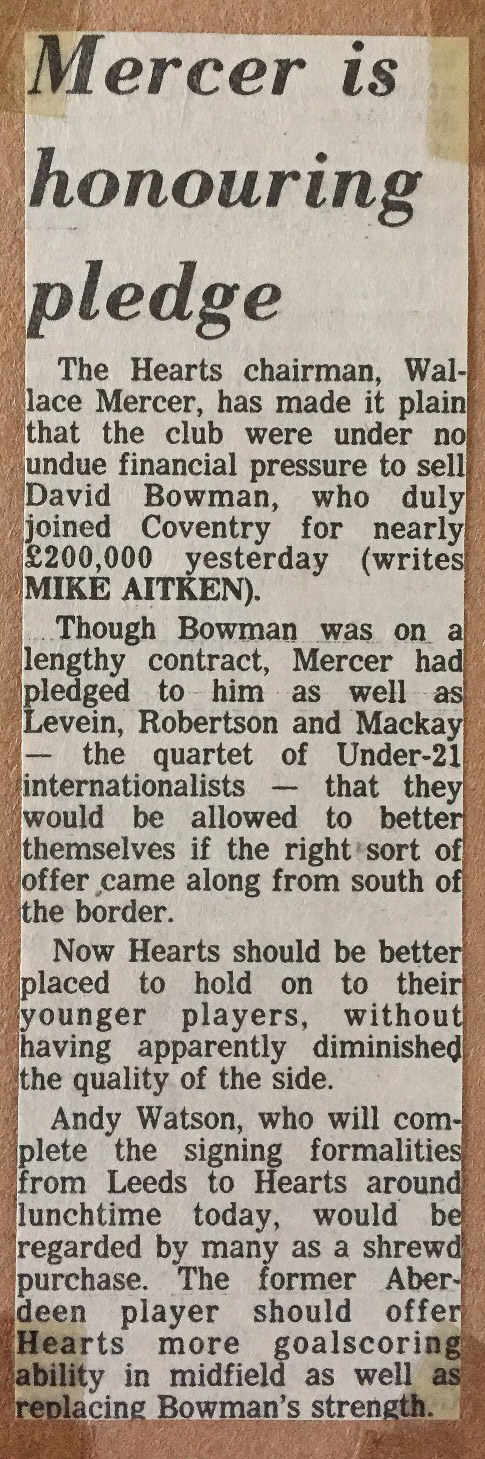 Mercer is
honouring
pledge
The Hearts chairman, Wal-
lace Mercer, has made it plain
that the club were under no
undue financial pressure to sell
David Bowman, who duly
joined Coventry for nearly
£200,000 yesterday (writes
MIKE AITKEN).
Though Bowman was on a
lengthy contract, Mercer had
pledged to him as well as
Levein, Robertson and Mackay
— the quartet of Under-21
internationalists — that they
would be allowed to better
themselves if the right sort of
offer came along from south of
the border.
Now Hearts should be better
placed to hold on to their
younger players, without
having apparently diminished
the quality of the side.
Andy Watson, who will com-
plete the signing formalities
from Leeds to Hearts around
lunchtime today, would be
regarded by many as a shrewd
purchase. The former Aber-
deen player should offer
Hearts more goalscoring
ability in midfield as well as
replacing Bowman's strength.